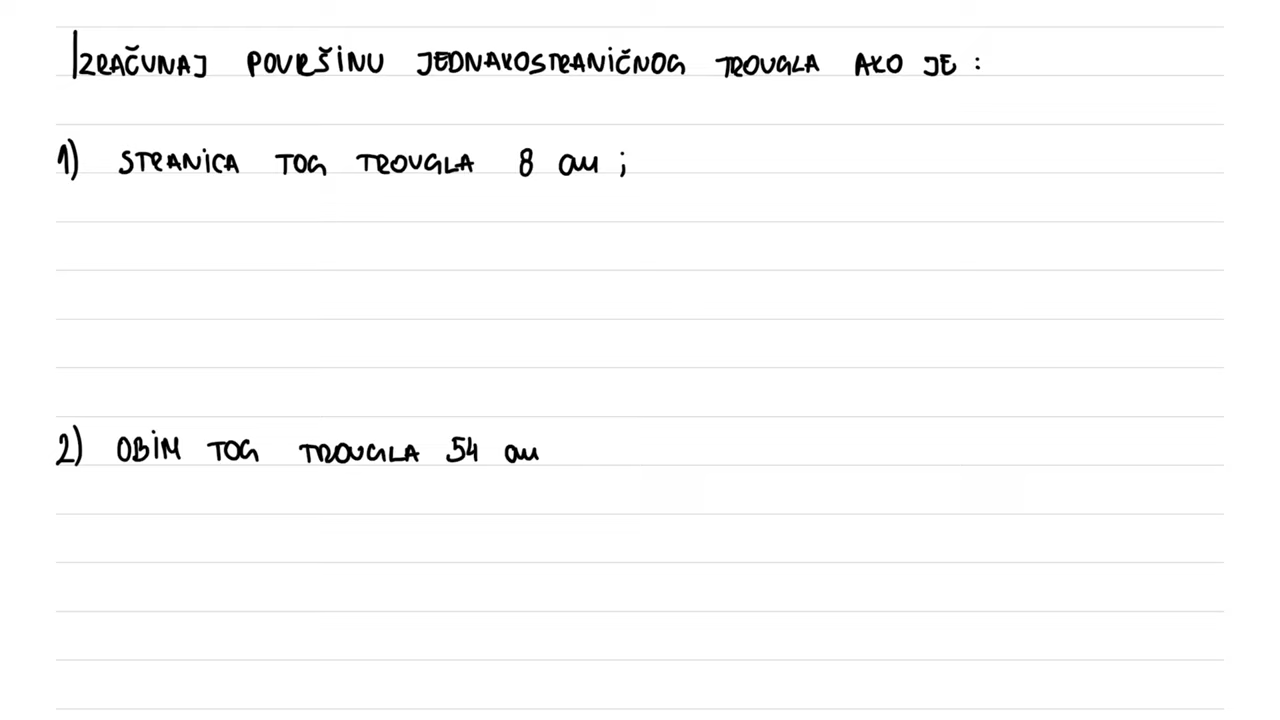 IZRAČUNAJ POVRŠINU JEDNAKOSTRANIČNOG TROUGLA AKO JE :
1) STRANICA TOG TROUGLA 8 cm ;
2) OBIM TOG TROUGLA 54 cm